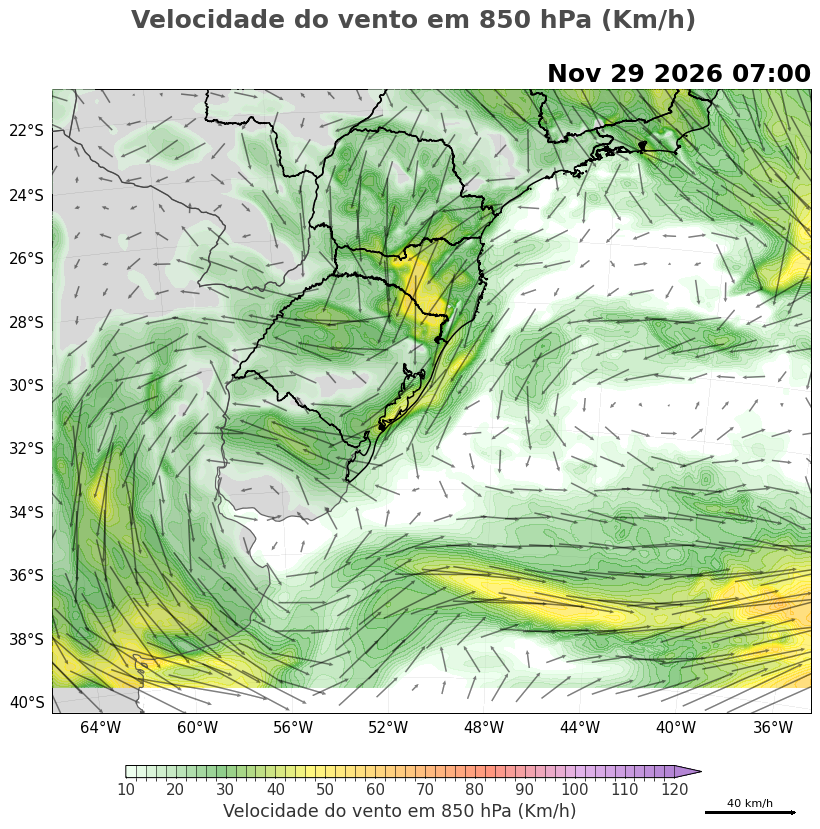 Velocidade do vento em 850 hPa (Km/h)
Nov 29 2026 07:00
22°S
24°S
26°S
28°S
30°S
32°S
34°S
36°S
38°S
40°S
64°W 60°W 56°W 52°W 48°W 44°W 40°W 36°W
10 20 30 40 50 60 70 80 90 100 110 120
Velocidade do vento em 850 hPa (Km/h)
40 km/h